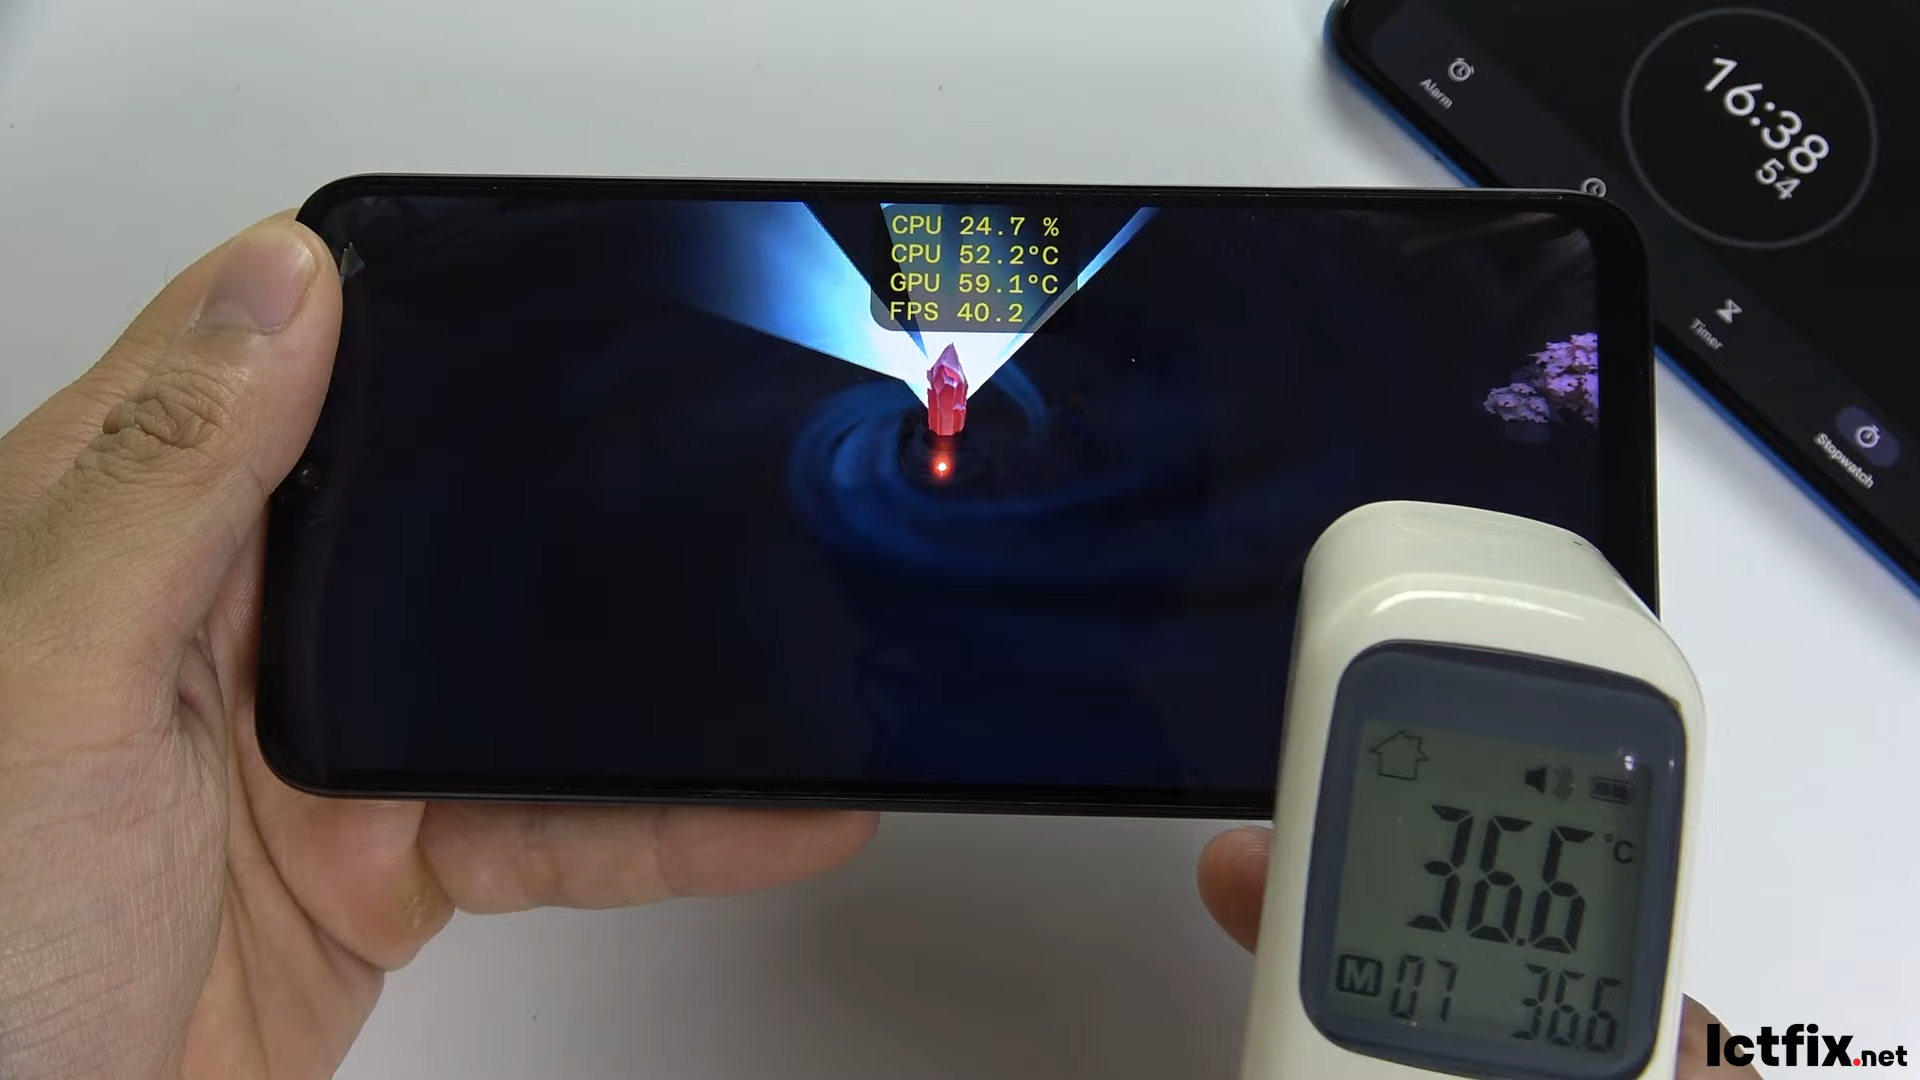 Alarm
16:38
54
CPU 24.7 %
CPU 52.2°C
GPU 59.1°C
FPS 40.2
Timer
Stopwatch
36.6 °C
M 07 36.6
Ictfix.net